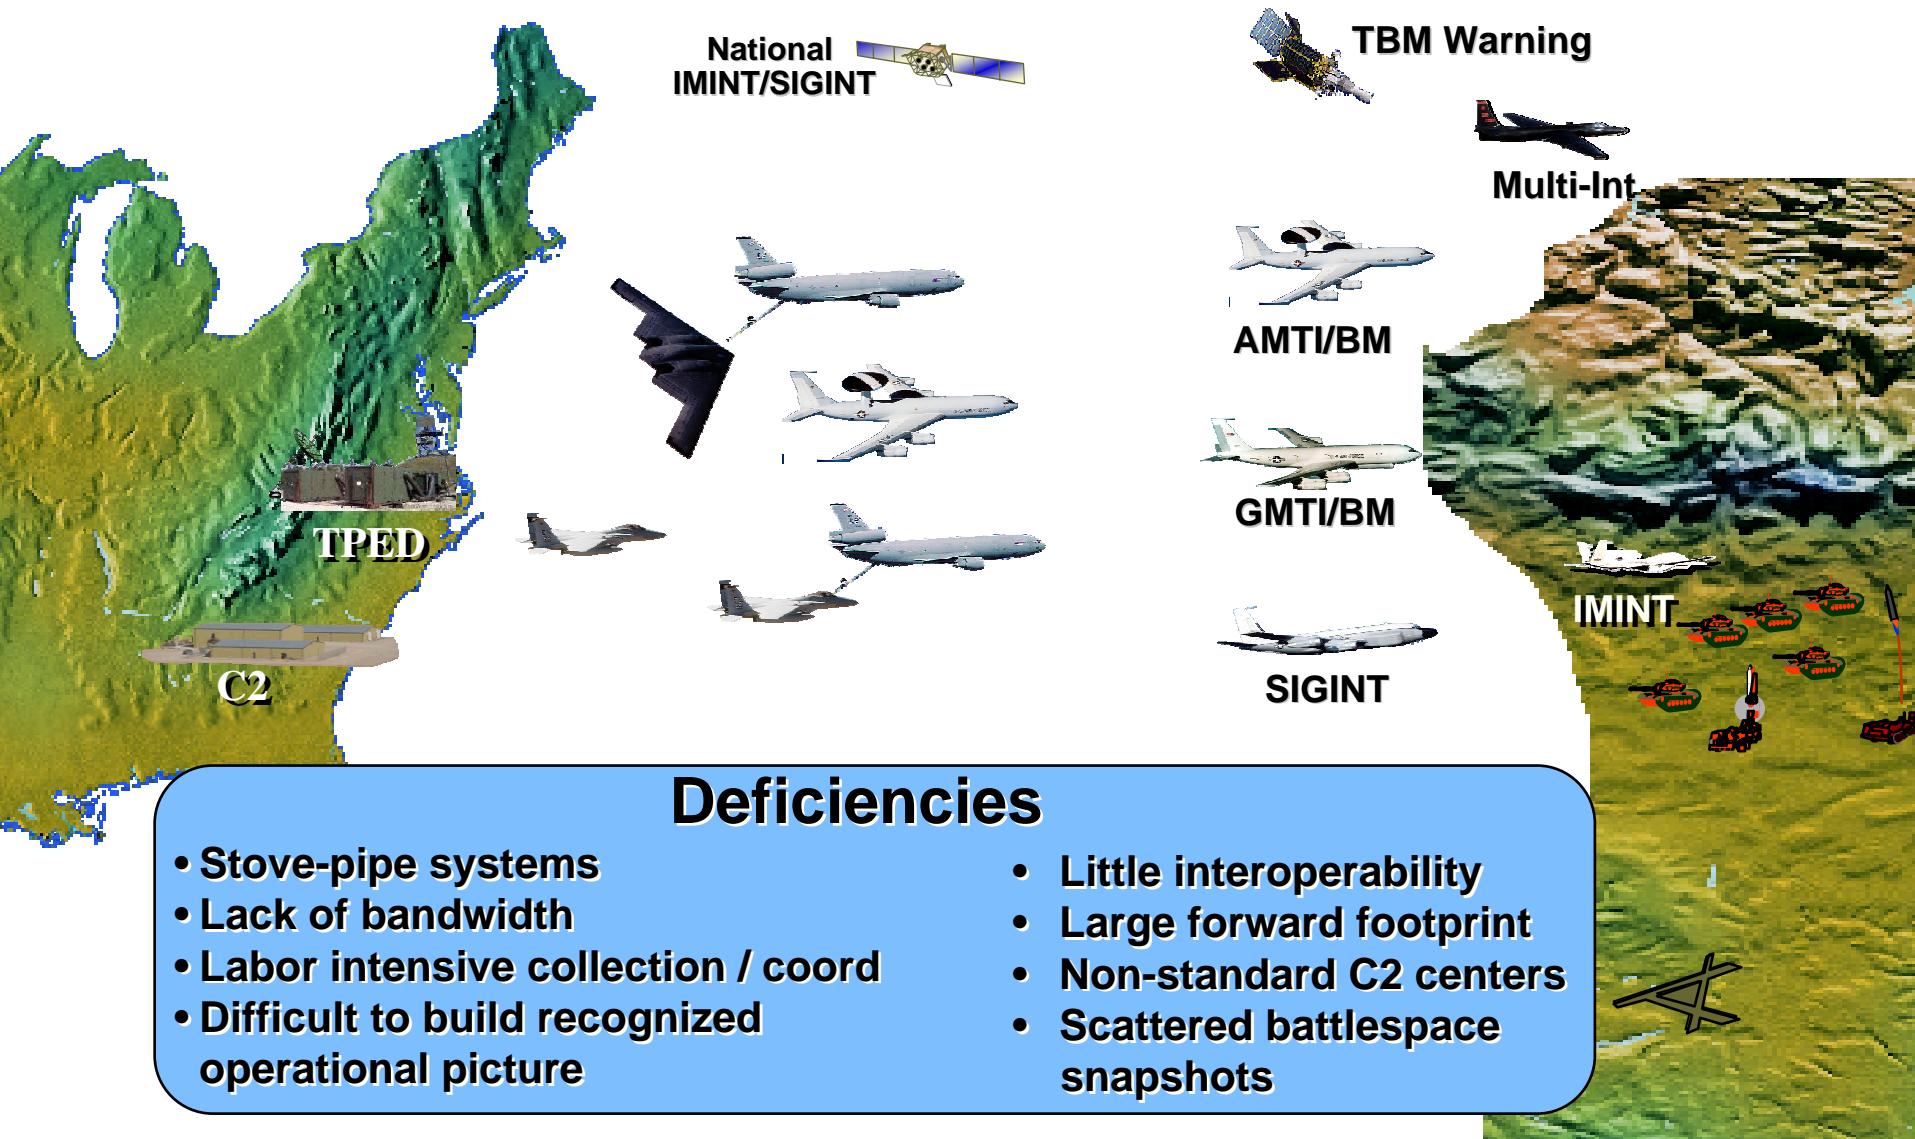 National
IMINT/SIGINT
TBM Warning
Multi-Int
AMTI/BM
GMTI/BM
TPED
IMINT
C2
SIGINT
Deficiencies
• Stove-pipe systems
• Lack of bandwidth
• Labor intensive collection / coord
• Difficult to build recognized
operational picture
• Little interoperability
• Large forward footprint
• Non-standard C2 centers
• Scattered battlespace
snapshots